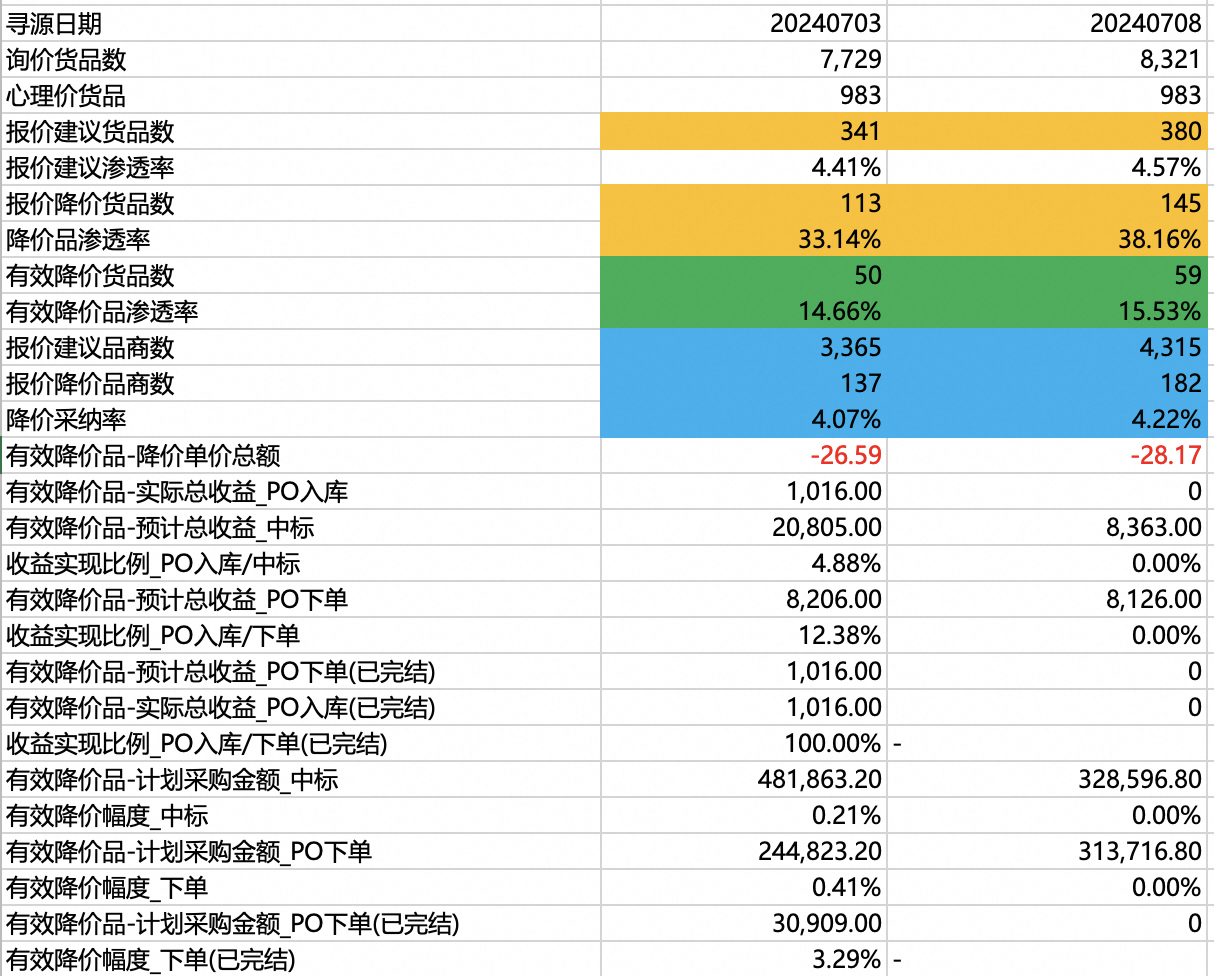 寻源日期 20240703 20240708
询价货品数 7,729 8,321
心理价货品 983 983
报价建议货品数 341 380
报价建议渗透率 4.41% 4.57%
报价降价货品数 113 145
降价品渗透率 33.14% 38.16%
有效降价货品数 50 59
有效降价品渗透率 14.66% 15.53%
报价建议品商数 3,365 4,315
报价降价品商数 137 182
降价采纳率 4.07% 4.22%
有效降价品-降价单价总额 -26.59 -28.17
有效降价品-实际总收益_PO入库 1,016.00 0
有效降价品-预计总收益_中标 20,805.00 8,363.00
收益实现比例_PO入库/中标 4.88% 0.00%
有效降价品-预计总收益_PO下单 8,206.00 8,126.00
收益实现比例_PO入库/下单 12.38% 0.00%
有效降价品-预计总收益_PO下单(已完结) 1,016.00 0
有效降价品-实际总收益_PO入库(已完结) 1,016.00 0
收益实现比例_PO入库/下单(已完结) 100.00% -
有效降价品-计划采购金额_中标 481,863.20 328,596.80
有效降价幅度_中标 0.21% 0.00%
有效降价品-计划采购金额_PO下单 244,823.20 313,716.80
有效降价幅度_下单 0.41% 0.00%
有效降价品-计划采购金额_PO下单(已完结) 30,909.00 0
有效降价幅度_下单(已完结) 3.29% -